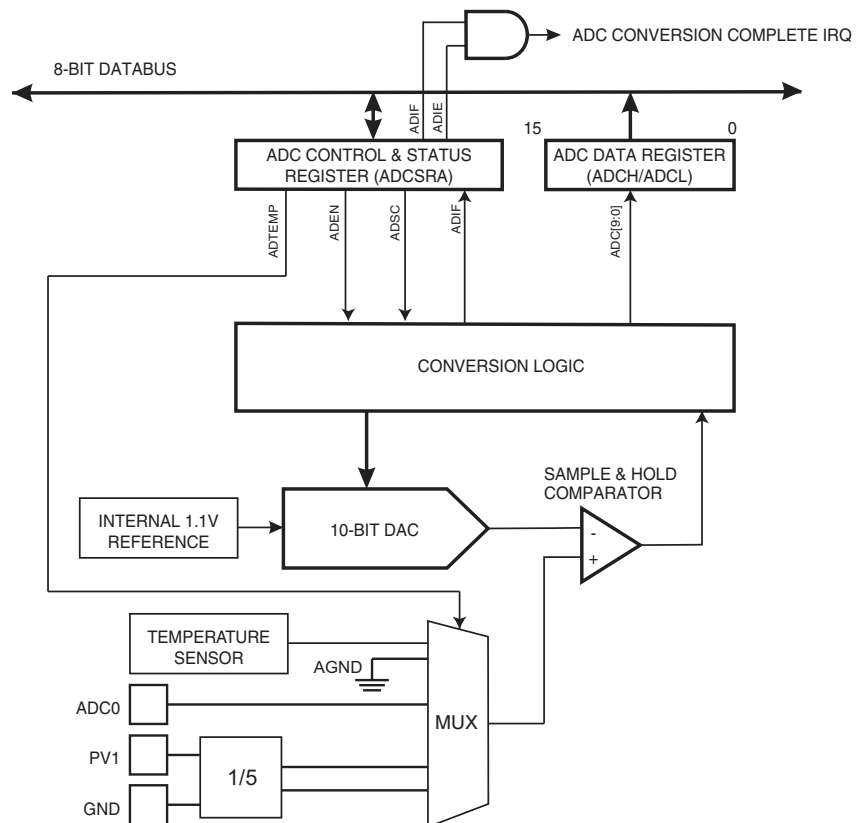 ADC CONVERSION COMPLETE IRQ
8-BIT DATABUS
ADIF
ADIE
15
0
ADC CONTROL & STATUS
REGISTER (ADCSRA)
ADC DATA REGISTER
(ADCH/ADCL)
ADTEMP
ADEN
ADSC
ADIF
ADC[9:0]
CONVERSION LOGIC
SAMPLE & HOLD
COMPARATOR
INTERNAL 1.1V
REFERENCE
10-BIT DAC
-
+
TEMPERATURE
SENSOR
AGND
ADC0
MUX
PV1
1/5
GND